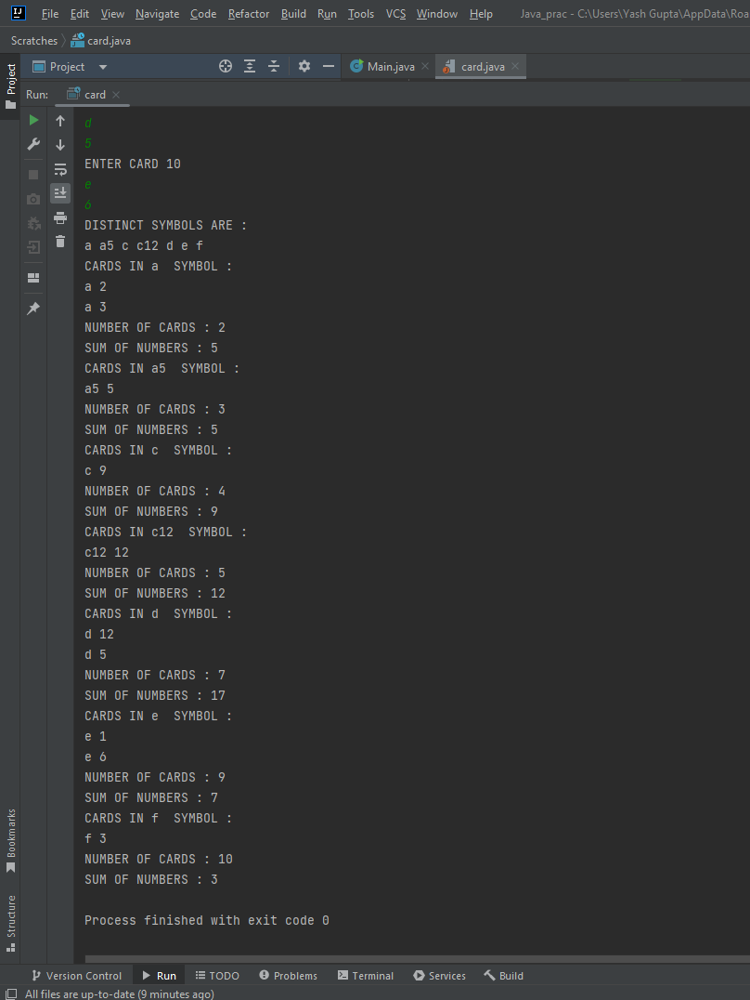 File Edit View Navigate Code Refactor Build Run Tools VCS Window Help Java_prac - C:\Users\Yash Gupta\AppData\Roa
Scratches card.java
Project
Project
Main.java
card.java
Run: card
d
5
ENTER CARD 10
e
6
DISTINCT SYMBOLS ARE :
a a5 c c12 d e f
CARDS IN a  SYMBOL :
a 2
a 3
NUMBER OF CARDS : 2
SUM OF NUMBERS : 5
CARDS IN a5  SYMBOL :
a5 5
NUMBER OF CARDS : 3
SUM OF NUMBERS : 5
CARDS IN c  SYMBOL :
c 9
NUMBER OF CARDS : 4
SUM OF NUMBERS : 9
CARDS IN c12  SYMBOL :
c12 12
NUMBER OF CARDS : 5
SUM OF NUMBERS : 12
CARDS IN d  SYMBOL :
d 12
d 5
NUMBER OF CARDS : 7
SUM OF NUMBERS : 17
CARDS IN e  SYMBOL :
e 1
e 6
NUMBER OF CARDS : 9
SUM OF NUMBERS : 7
CARDS IN f  SYMBOL :
f 3
NUMBER OF CARDS : 10
SUM OF NUMBERS : 3
Process finished with exit code 0
Bookmarks
Structure
Version Control Run TODO Problems Terminal Services Build
All files are up-to-date (9 minutes ago)